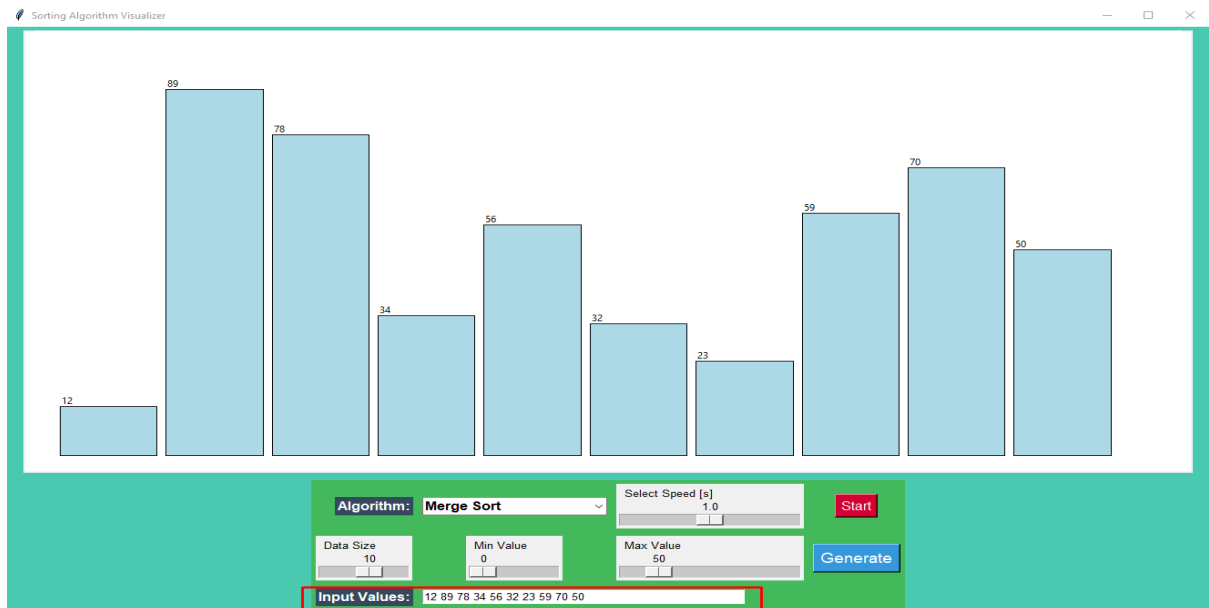 Sorting Algorithm Visualizer
89
78
70
59
56
50
34
32
23
12
Algorithm: Merge Sort
Select Speed [s]
1.0
Start
Data Size
10
Min Value
0
Max Value
50
Generate
Input Values: 12 89 78 34 56 32 23 59 70 50